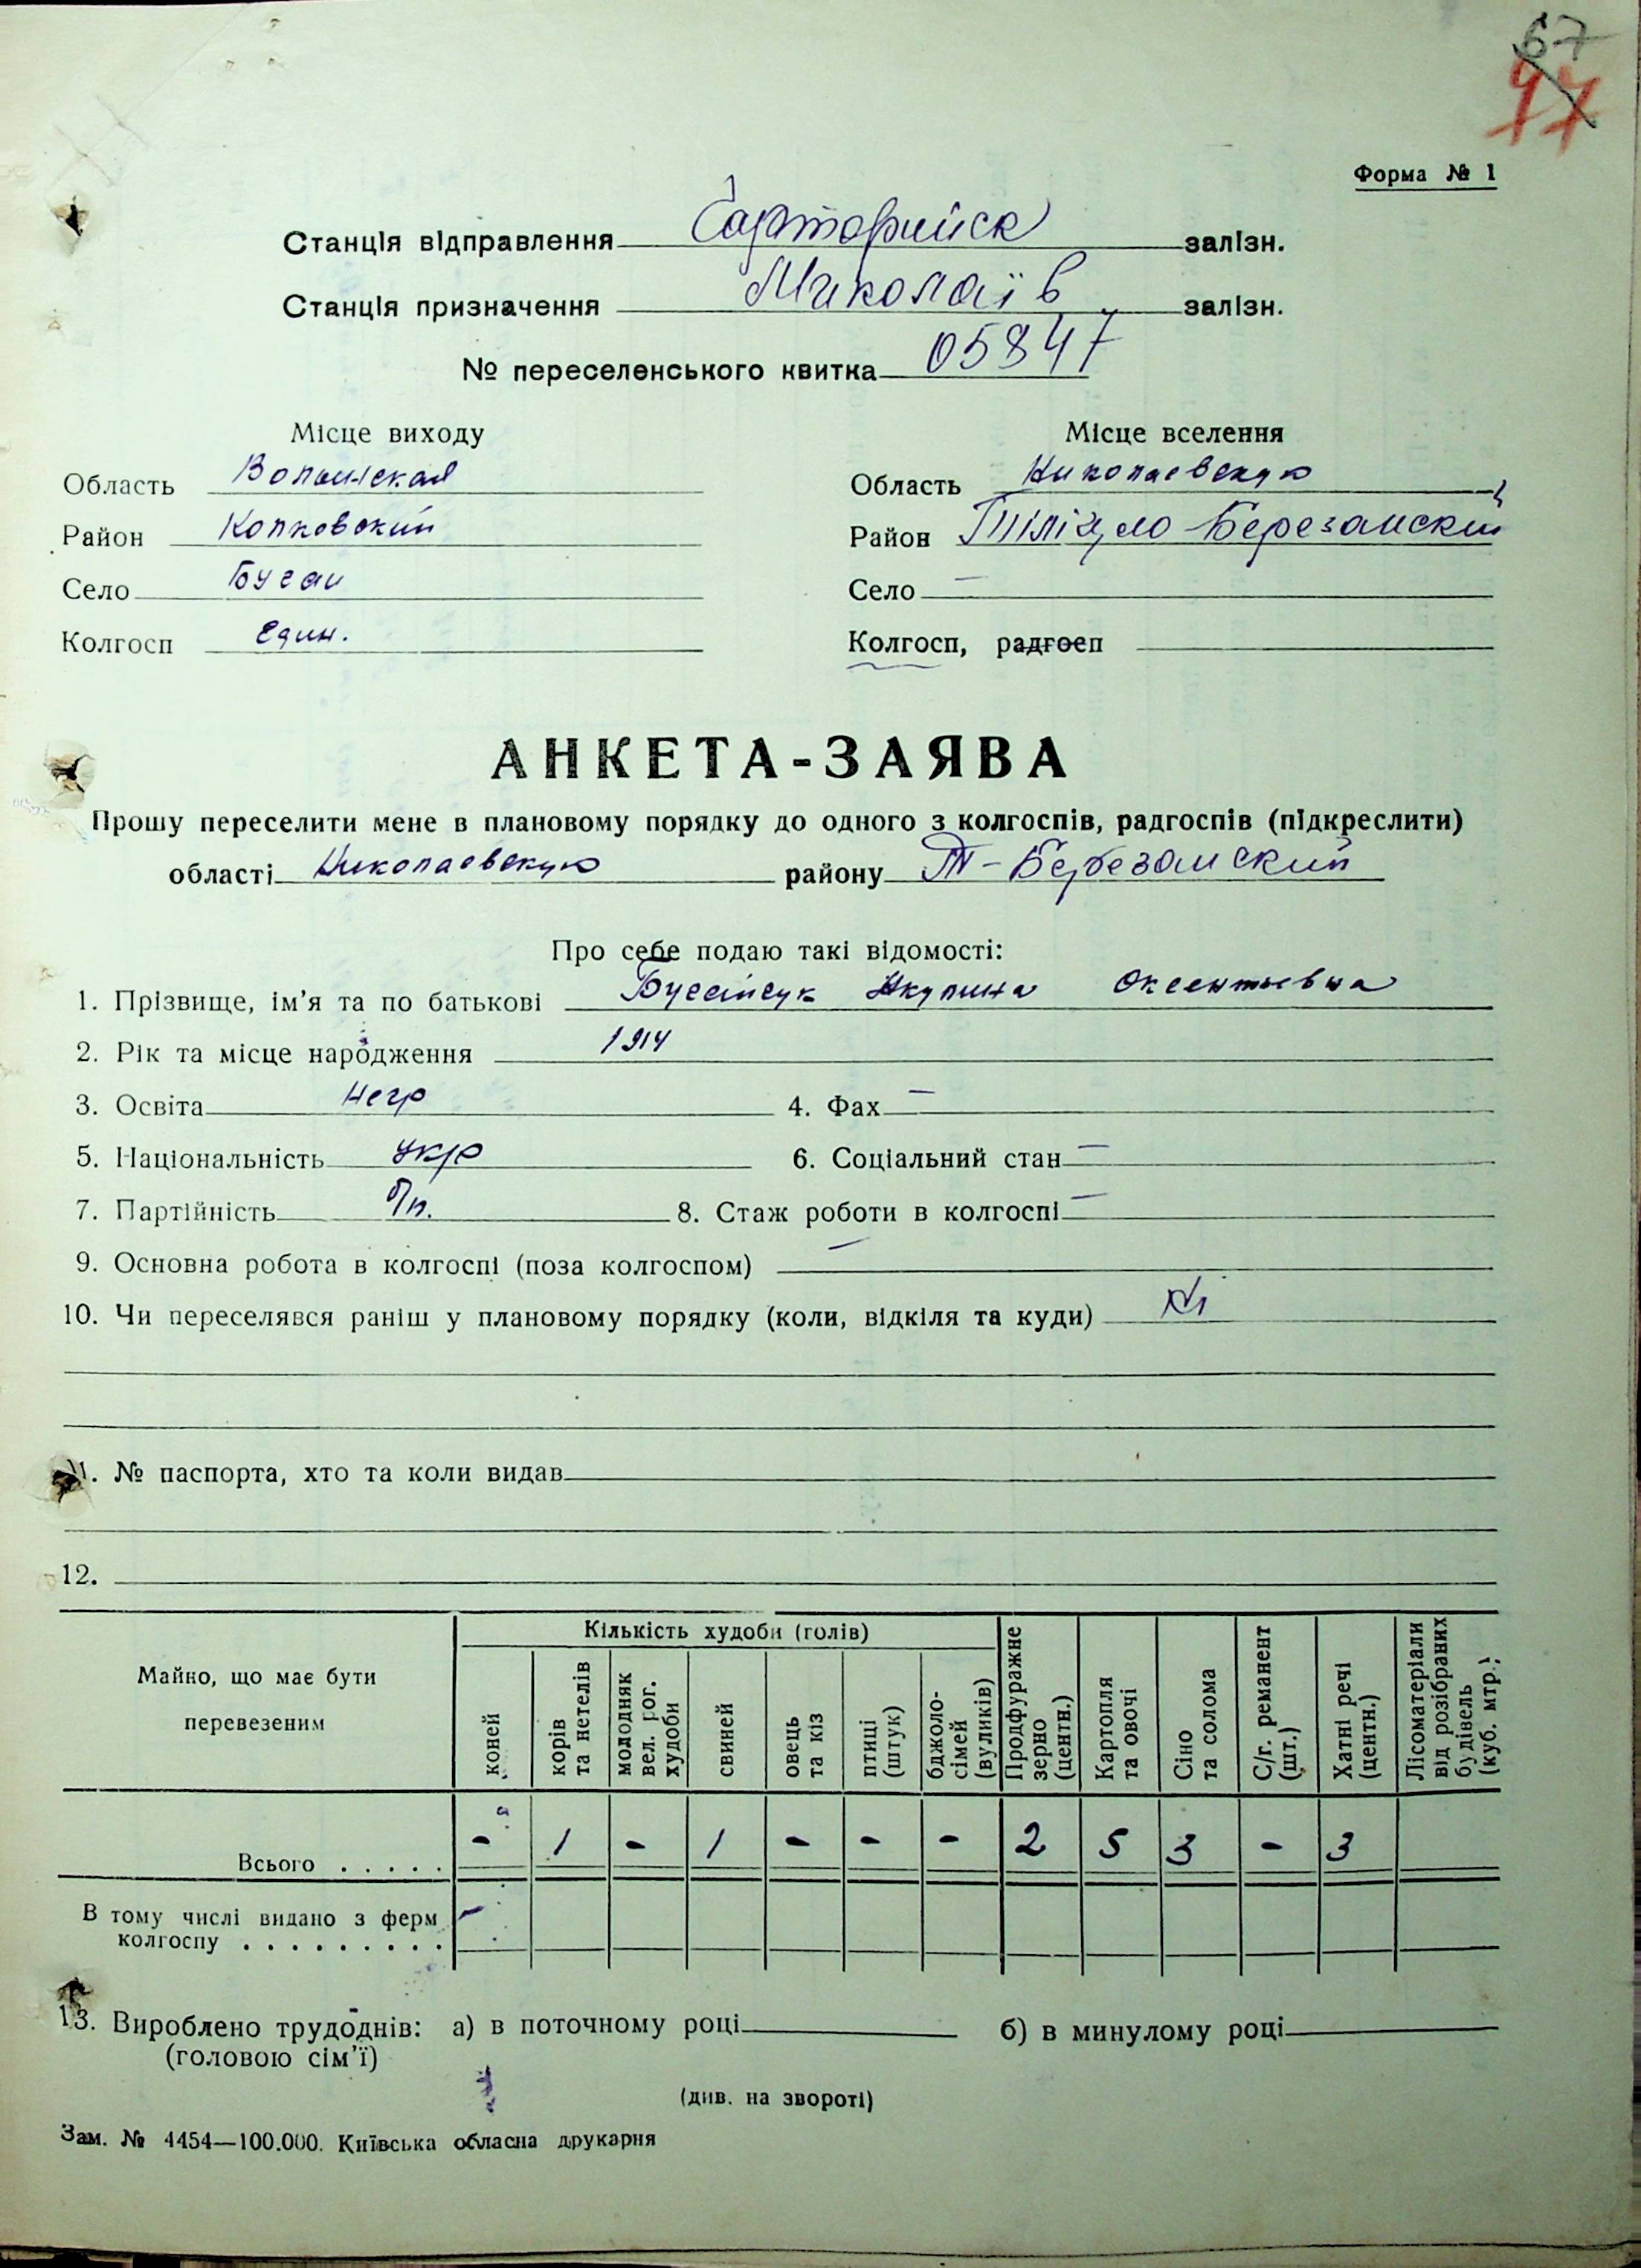 67
47
Форма № 1
Станція відправлення Чарторийск залізн.
Станція призначення Миколаїв залізн.
№ переселенського квитка 05847
Місце виходу
Область Волынская
Район Колковский
Село Бугаи
Колгосп Един.
Місце вселення
Область Николаевскую
Район Тілігуло-Березанский
Село —
Колгосп, радгосп
АНКЕТА-ЗАЯВА
Прошу переселити мене в плановому порядку до одного з колгоспів, радгоспів (підкреслити)
області Николаевскую району Т-Березанский
Про себе подаю такі відомості:
1. Прізвище, ім’я та по батькові Акулина Оксентьевна
2. Рік та місце народження 1914
3. Освіта негр 4. Фах —
5. Національність укр 6. Соціальний стан —
7. Партійність б/п. 8. Стаж роботи в колгоспі —
9. Основна робота в колгоспі (поза колгоспом) —
10. Чи переселявся раніш у плановому порядку (коли, відкіля та куди) Ні
11. № паспорта, хто та коли видав
12.
Майно, що має бути перевезеним
Кількість худоби (голів)
коней
корів та нетелів
молодняк вел. рог. худоби
свиней
овець та кіз
птиці (штук)
бджоло-сімей (вуликів)
Продфуражне зерно (центн.)
Картопля та овочі
Сіно та солома
С/г. реманент (шт.)
Хатні речі (центн.)
Лісоматеріали від розібраних будівель (куб. мтр.)
Всього . . . . . - 1 - 1 - - - 2 5 3 - 3
В тому числі видано з ферм колгоспу . . . . . . . . . -
13. Вироблено трудоднів: а) в поточному році б) в минулому році
(головою сім’ї)
(див. на звороті)
Зам. № 4454—100.000. Київська обласна друкарня